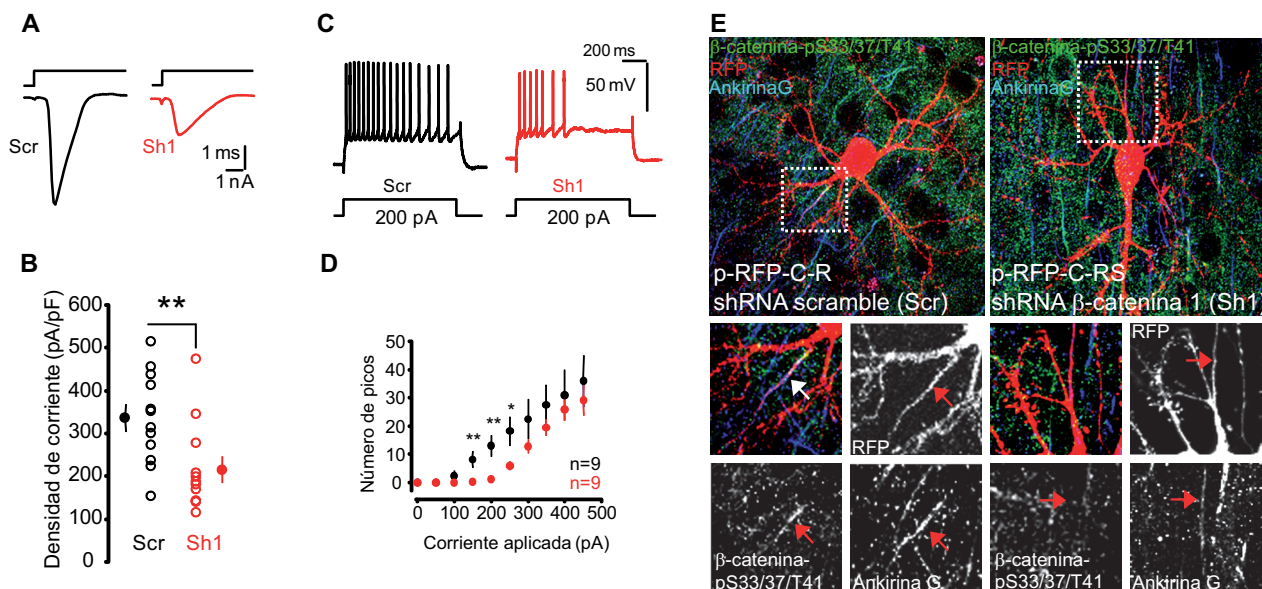 A
Scr
Sh1
1 ms
1 nA
B
Densidad de corriente (pA/pF)
600
500
400
300
200
100
0
**
Scr
Sh1
C
200 ms
50 mV
Scr
Sh1
200 pA
200 pA
D
Número de picos
50
40
30
20
10
0
**
**
*
n=9
n=9
0
100
200
300
400
500
Corriente aplicada (pA)
E
β-catenina-pS33/37/T41
RFP
AnkirinaG
p-RFP-C-R
shRNA scramble (Scr)
β-catenina-pS33/37/T41
RFP
AnkirinaG
p-RFP-C-RS
shRNA β-catenina 1 (Sh1)
RFP
RFP
β-catenina-
pS33/37/T41
Ankirina G
β-catenina-
pS33/37/T41
Ankirina G